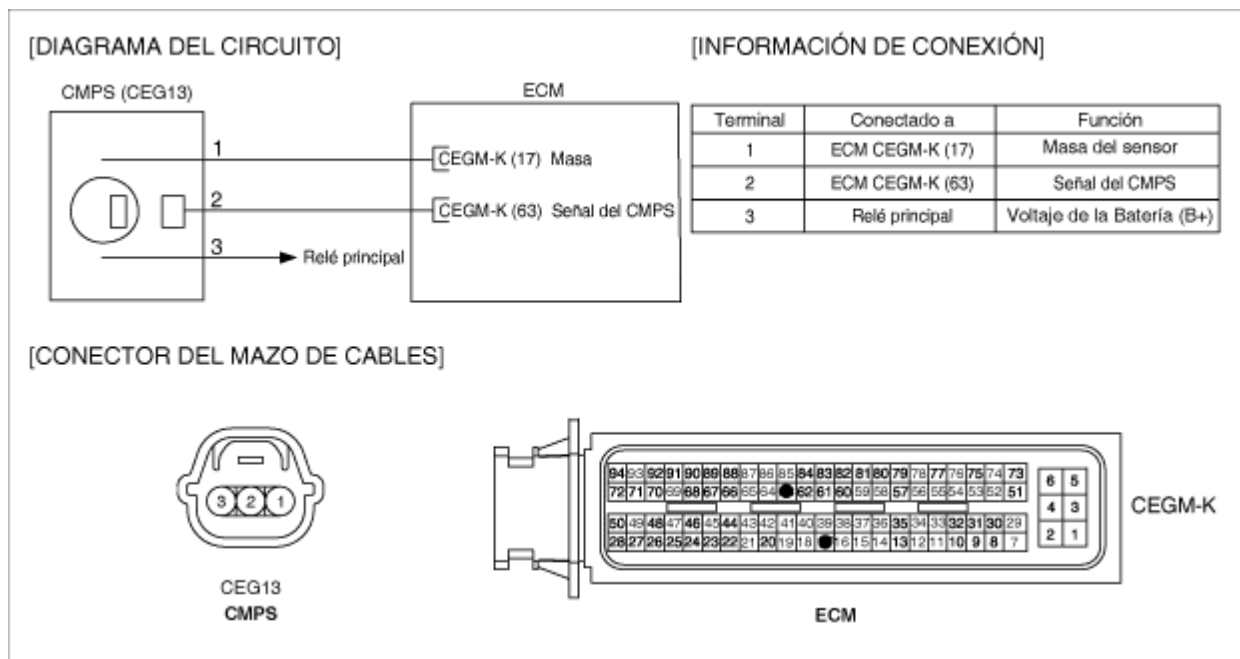 [DIAGRAMA DEL CIRCUITO]
CMPS (CEG13)
ECM
1
CEGM-K (17) Masa
2
CEGM-K (63) Señal del CMPS
3
Relé principal
[INFORMACIÓN DE CONEXIÓN]
Terminal Conectado a Función
1 ECM CEGM-K (17) Masa del sensor
2 ECM CEGM-K (63) Señal del CMPS
3 Relé principal Voltaje de la Batería (B+)
[CONECTOR DEL MAZO DE CABLES]
3 2 1
CEG13
CMPS
94 93 92 91 90 89 88 87 86 85 84 83 82 81 80 79 78 77 76 75 74 73
72 71 70 69 68 67 66 65 64 62 61 60 59 58 57 56 55 54 53 52 51
50 49 48 47 46 45 44 43 42 41 40 39 38 37 36 35 34 33 32 31 30 29
28 27 26 25 24 23 22 21 20 19 18 16 15 14 13 12 11 10 9 8 7
6 5
4 3
2 1
CEGM-K
ECM